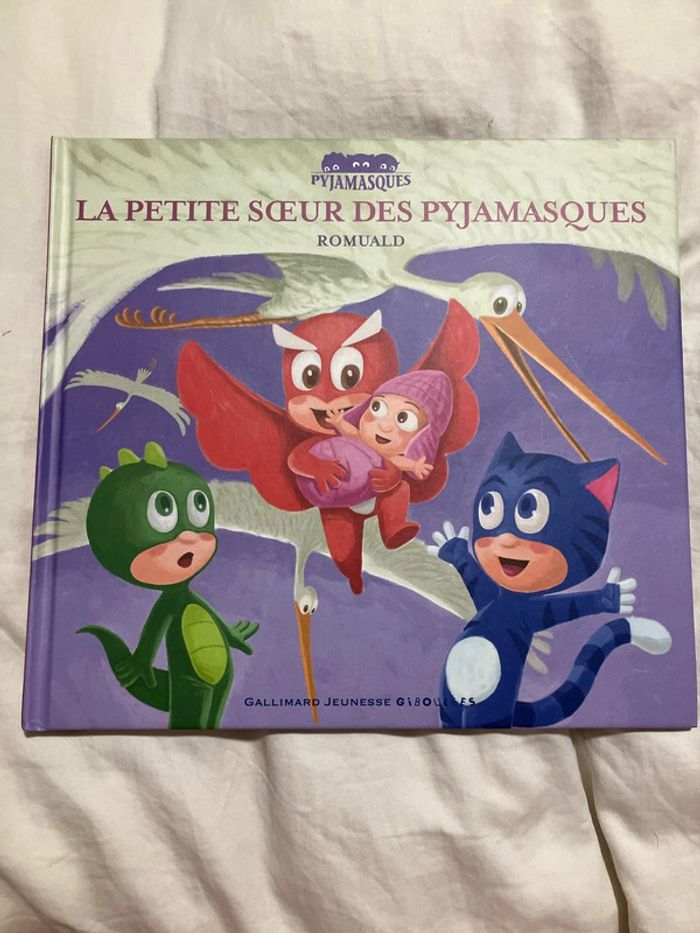 PYJAMASQUES
LA PETITE SŒUR DES PYJAMASQUES
ROMUALD
GALLIMARD JEUNESSE GiBOULÉES